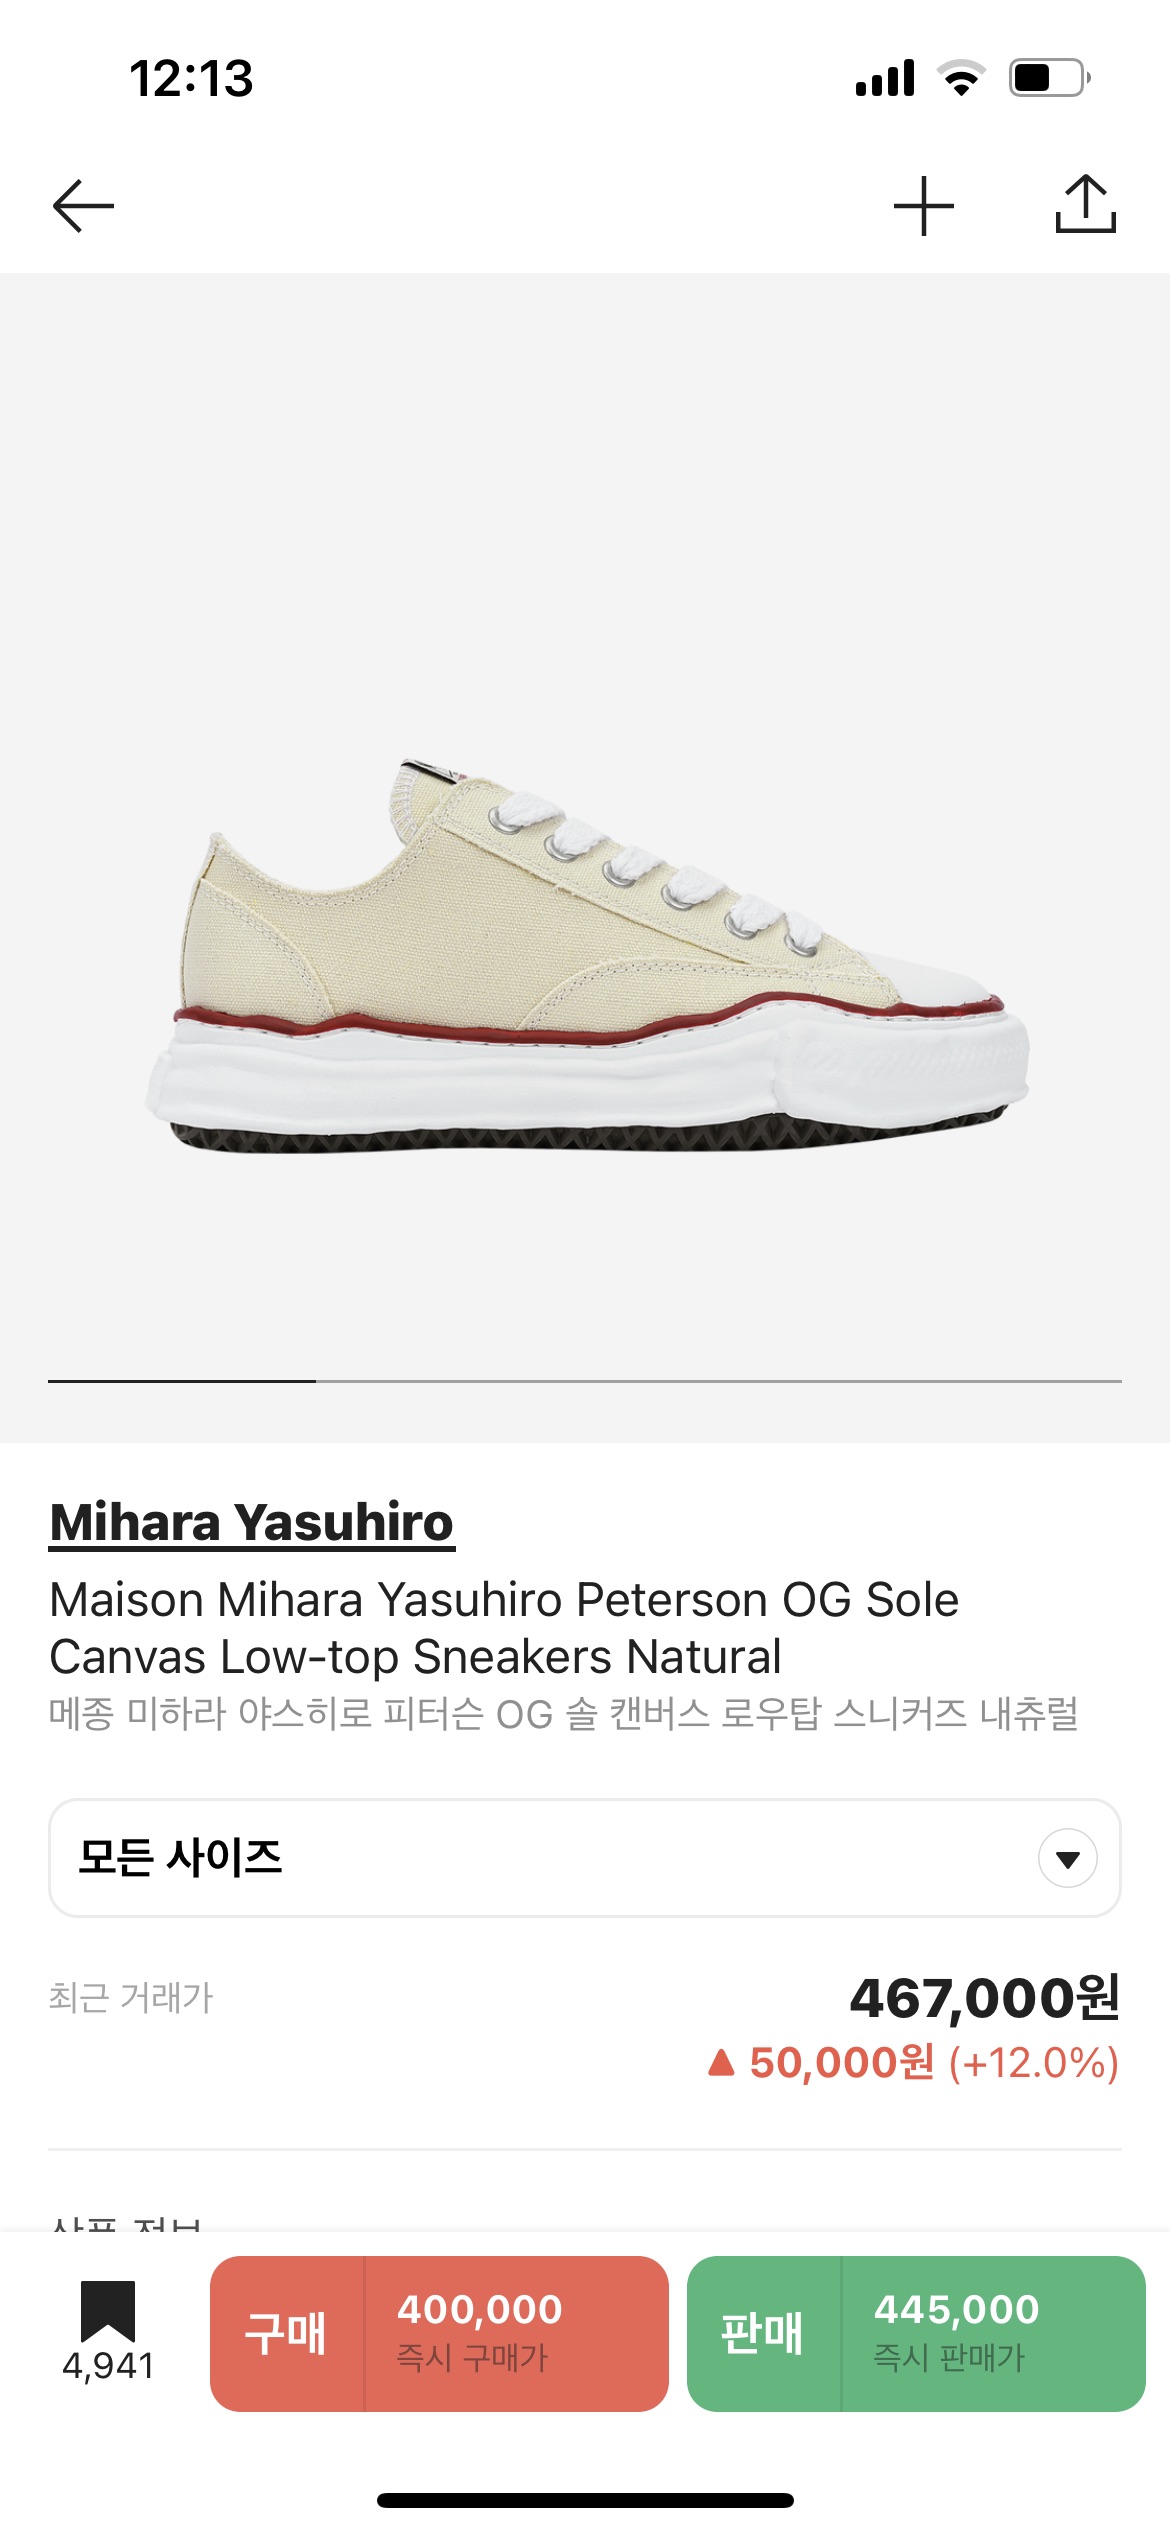 12:13
Mihara Yasuhiro
Maison Mihara Yasuhiro Peterson OG Sole
Canvas Low-top Sneakers Natural
메종 미하라 야스히로 피터슨 OG 솔 캔버스 로우탑 스니커즈 내츄럴
모든 사이즈
최근 거래가
467,000원
▲ 50,000원 (+12.0%)
4,941
구매
400,000
즉시 구매가
판매
445,000
즉시 판매가